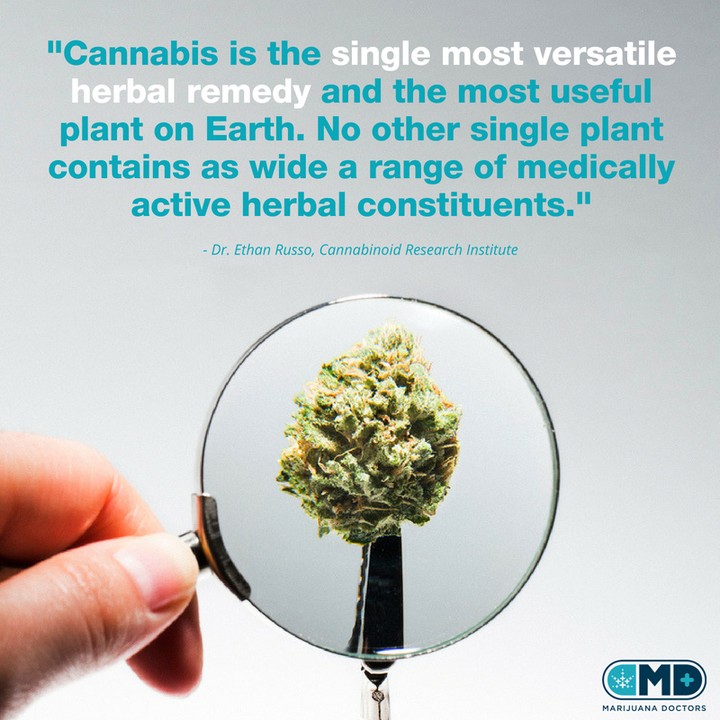 "Cannabis is the single most versatile
herbal remedy and the most useful
plant on Earth. No other single plant
contains as wide a range of medically
active herbal constituents."
- Dr. Ethan Russo, Cannabinoid Research Institute
MD
MARIJUANA DOCTORS